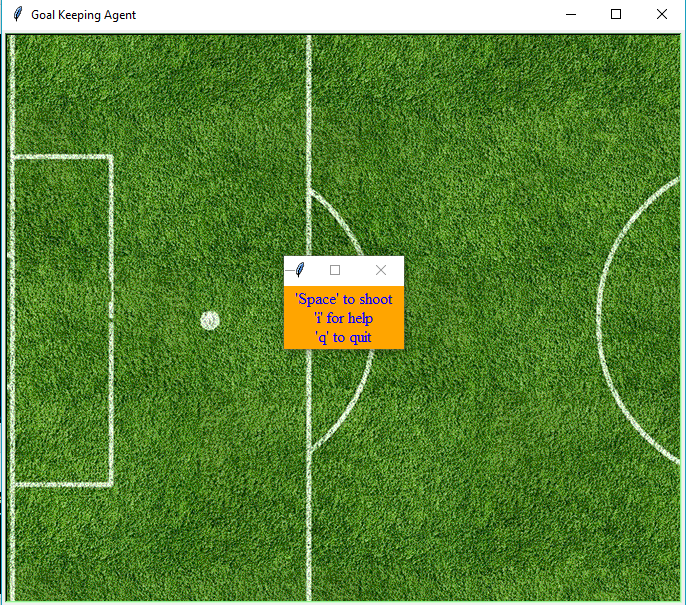 Goal Keeping Agent
'Space' to shoot
'i' for help
'q' to quit